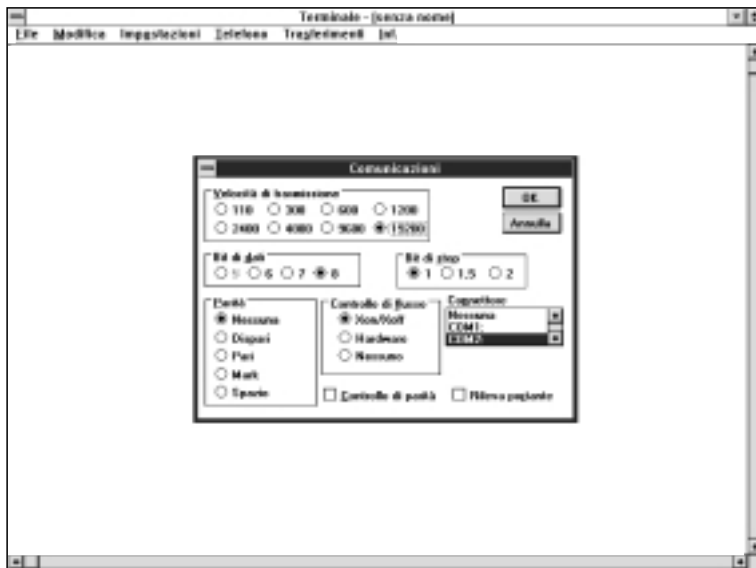 Terminale - (senza nome)
File Modifica Impostazioni Telefono Trasferimenti Inf.
Comunicazioni
Velocità di trasmissione
110 300 600 1200
2400 4800 9600 19200
OK
Annulla
Bit di dati
5 6 7 8
Bit di stop
1 1.5 2
Parità
Nessuna
Dispari
Pari
Mark
Spazio
Controllo di flusso
Xon/Xoff
Hardware
Nessuno
Connettore
Nessuno
COM1:
COM2:
Controllo di parità
Rileva portante